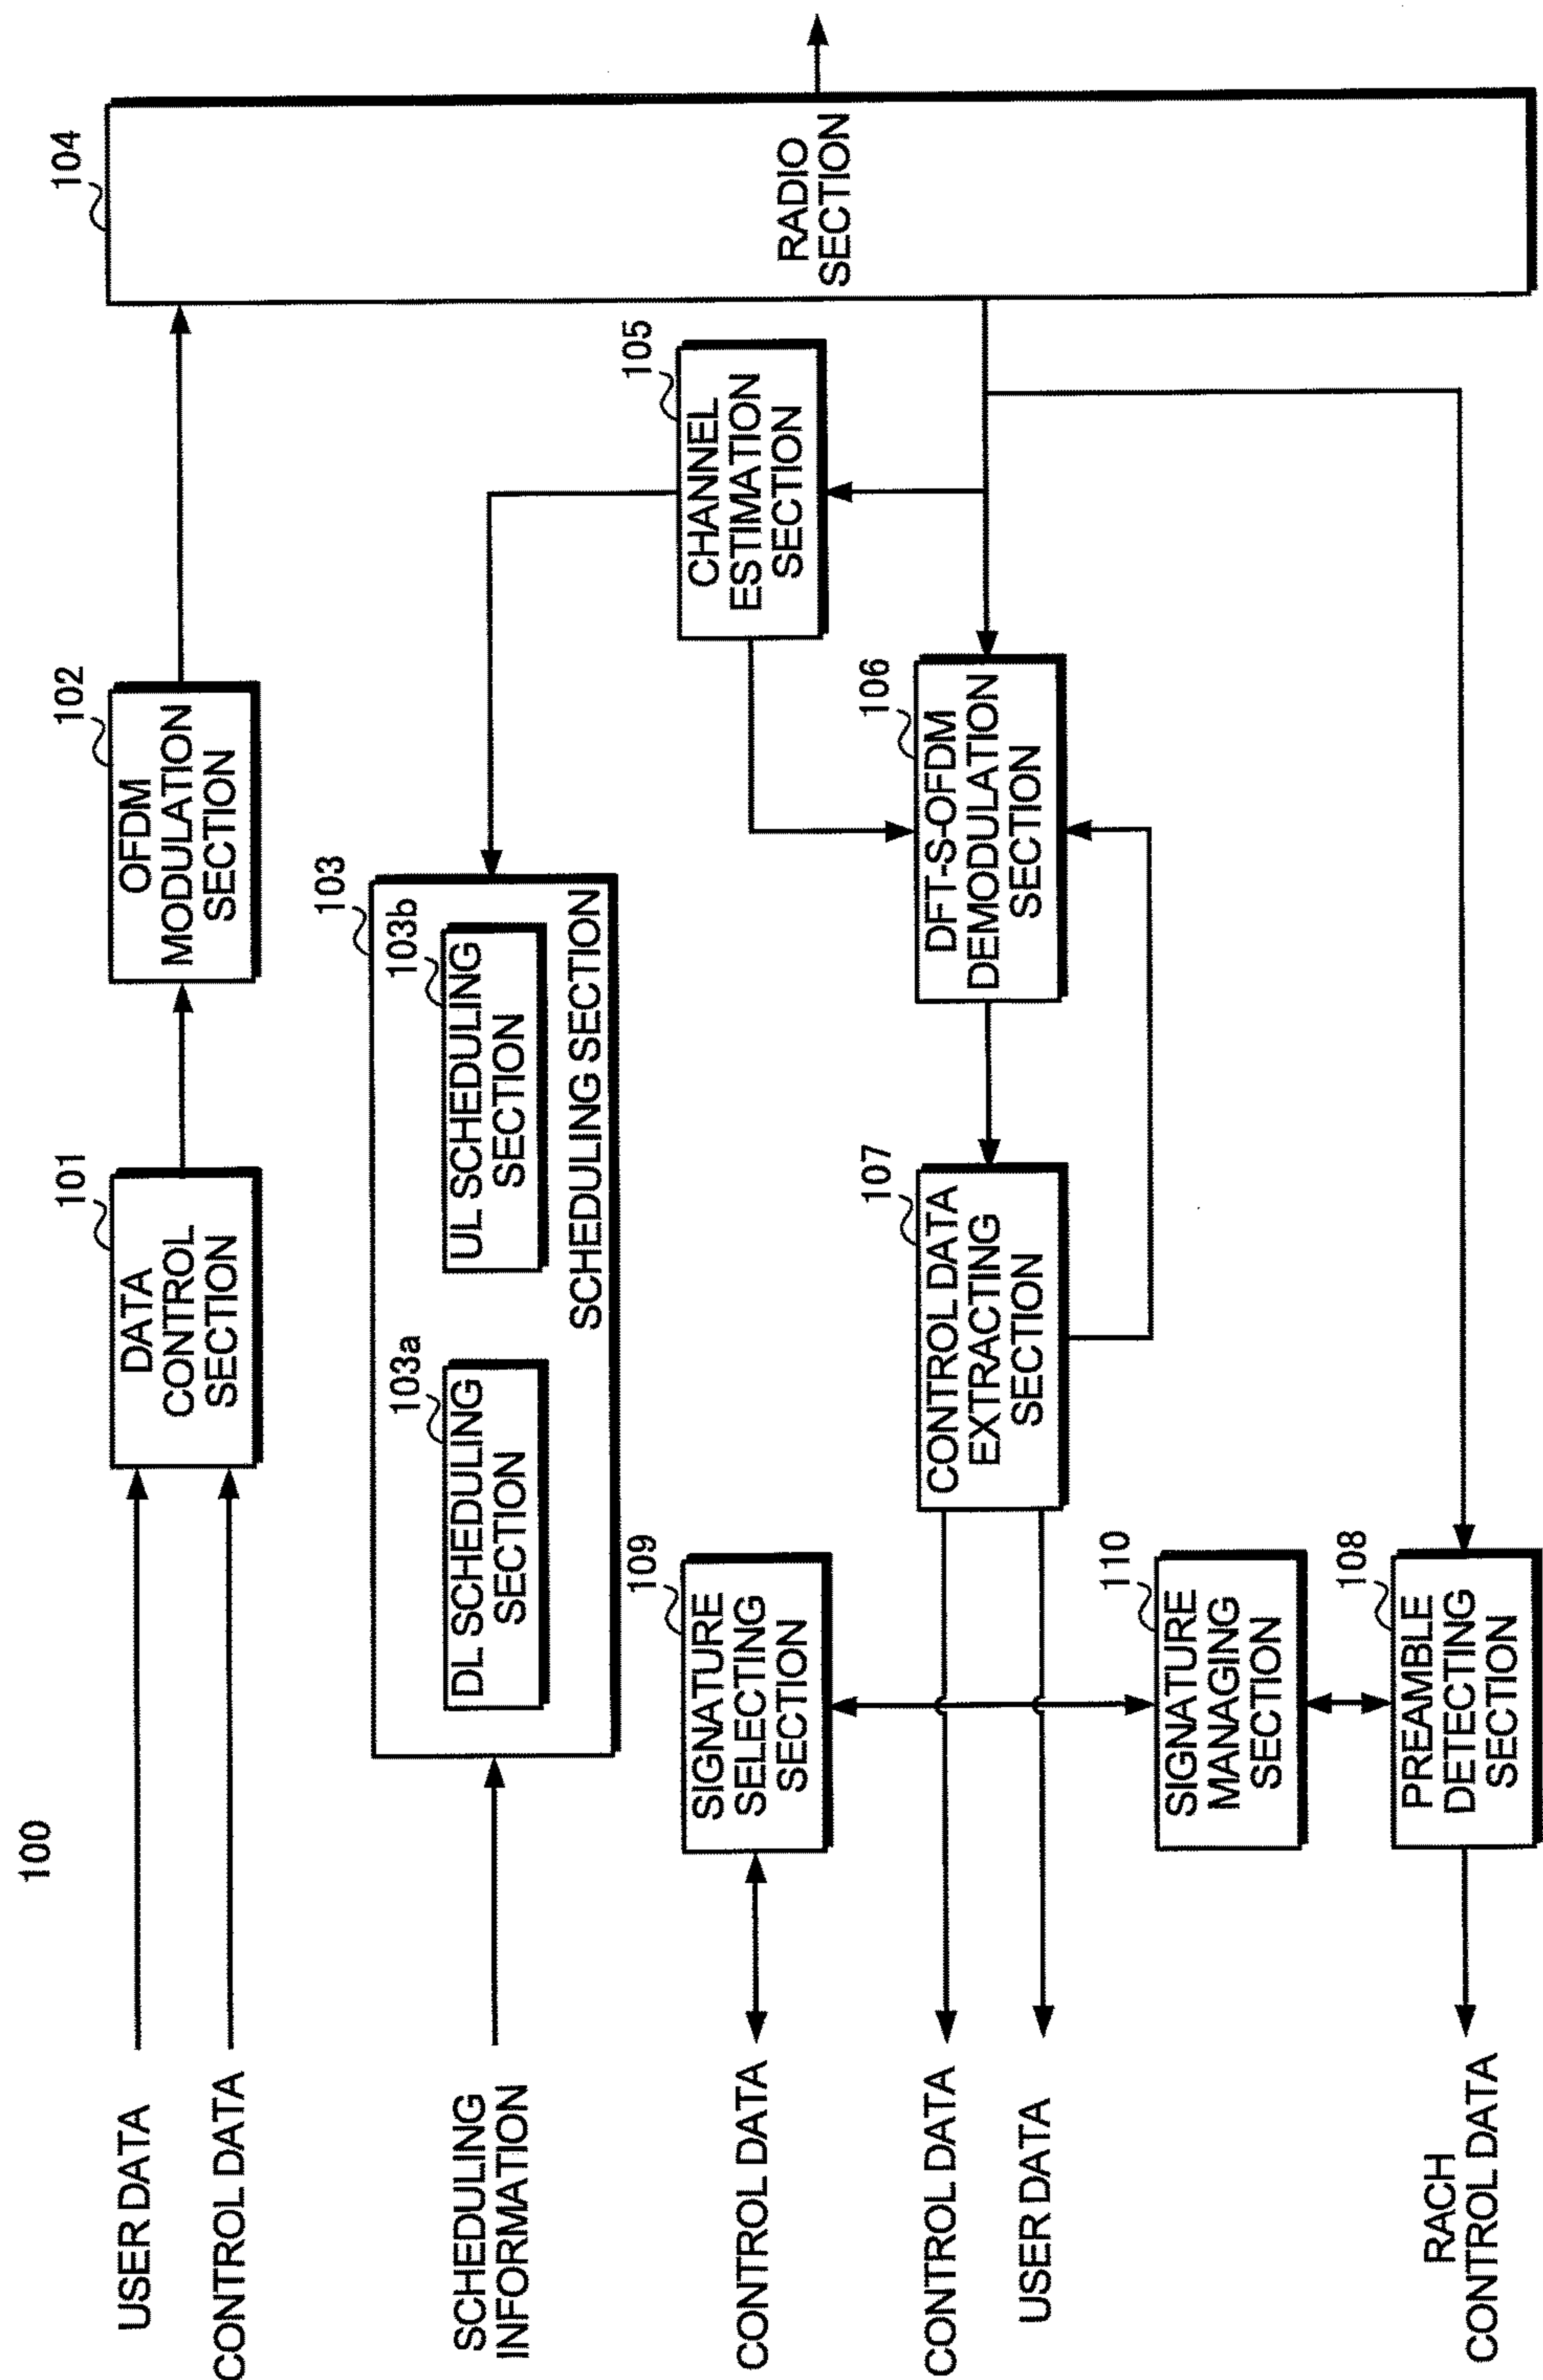 100
USER DATA
CONTROL DATA
101
DATA
CONTROL
SECTION
102
OFDM
MODULATION
SECTION
104
RADIO
SECTION
SCHEDULING
INFORMATION
103
103a
DL SCHEDULING
SECTION
103b
UL SCHEDULING
SECTION
SCHEDULING SECTION
105
CHANNEL
ESTIMATION
SECTION
CONTROL DATA
109
SIGNATURE
SELECTING
SECTION
CONTROL DATA
USER DATA
107
CONTROL DATA
EXTRACTING
SECTION
106
DFT-S-OFDM
DEMODULATION
SECTION
110
SIGNATURE
MANAGING
SECTION
RACH
CONTROL DATA
108
PREAMBLE
DETECTING
SECTION